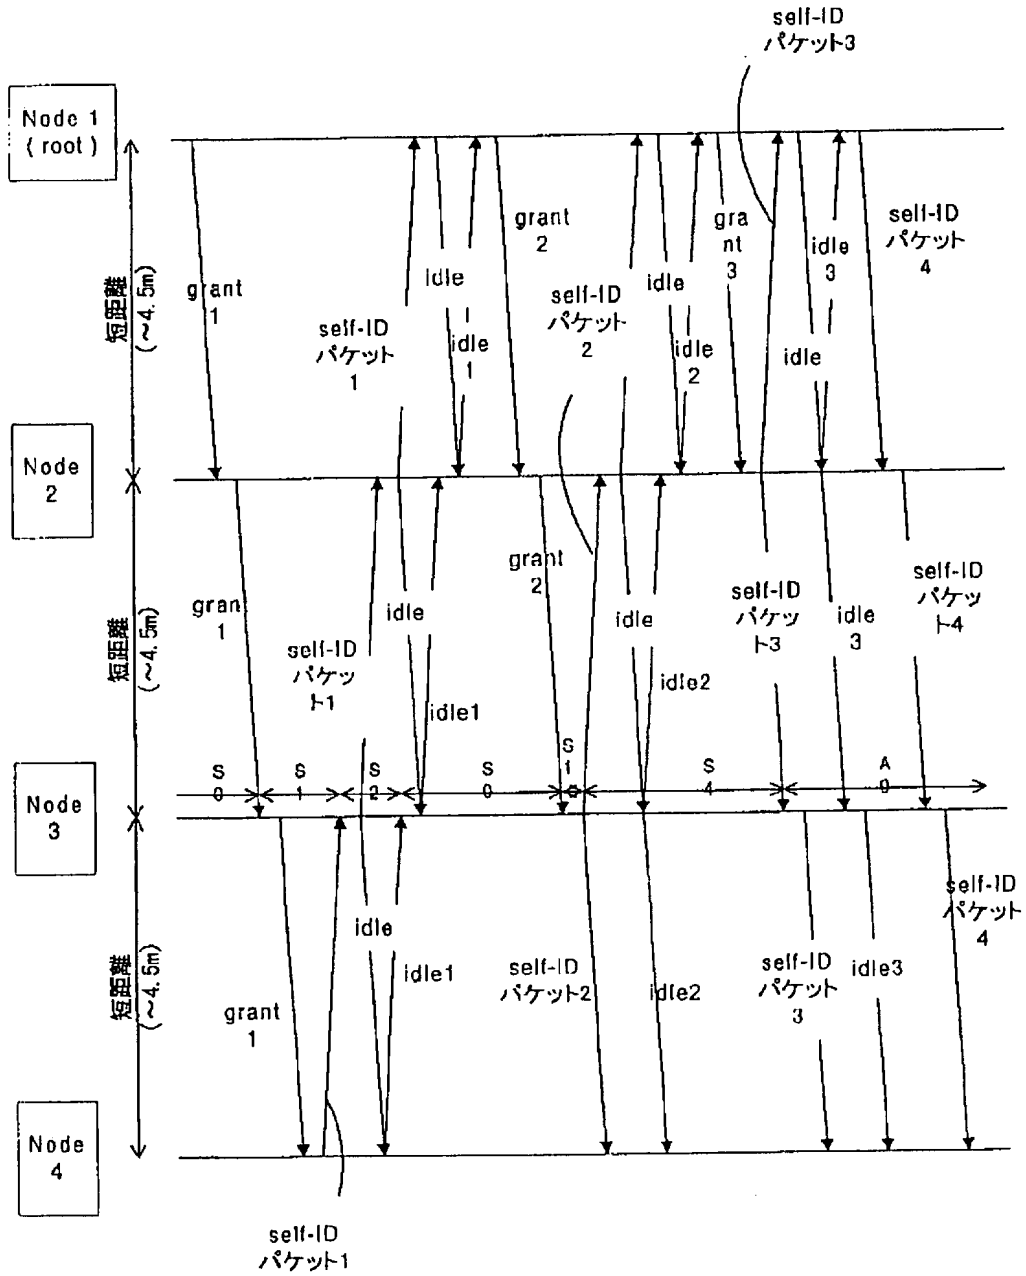 self-ID
パケット3
Node 1
( root )
grant
2
gra
nt
3
self-ID
パケット
4
idle
idle
3
短距離
(～4.5m)
grant
1
self-ID
パケット
1
idle
1
self-ID
パケット
2
idle
idle
2
idle
Node
2
grant
2
短距離
(～4.5m)
gran
1
self-ID
パケッ
ト1
idle
idle1
idle
idle2
self-ID
パケッ
ト3
idle
3
self-ID
パケッ
ト4
S
0
S
1
S
2
S
0
S
1
S
4
A
0
Node
3
短距離
(～4.5m)
grant
1
idle
idle1
self-ID
パケット2
idle2
self-ID
パケット
3
idle3
self-ID
パケット
4
Node
4
self-ID
パケット1